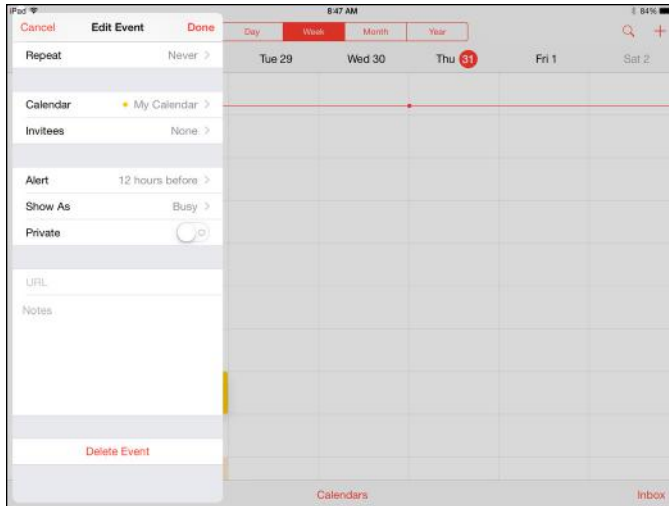 iPad 8:47 AM 84%
Cancel Edit Event Done
Day Week Month Year
Repeat Never >
Tue 29 Wed 30 Thu 31 Fri 1 Sat 2
Calendar My Calendar >
Invitees None >
Alert 12 hours before >
Show As Busy >
Private
URL
Notes
Delete Event
Calendars Inbox